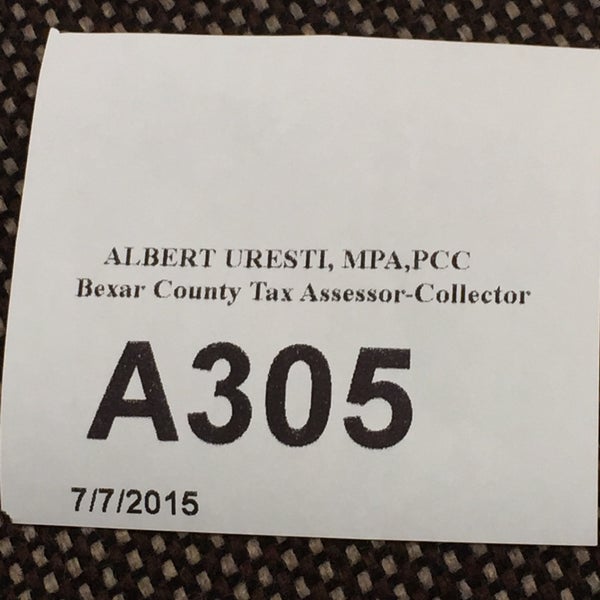 ALBERT URESTI, MPA,PCC
Bexar County Tax Assessor-Collector
A305
7/7/2015